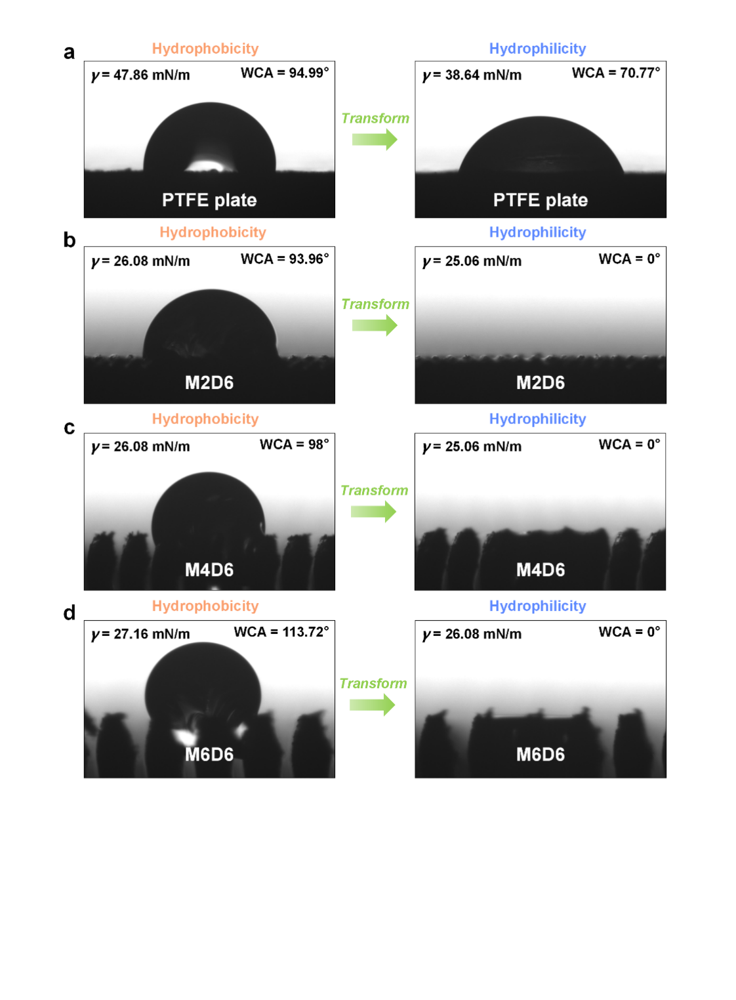 a
Hydrophobicity
Hydrophilicity
γ = 47.86 mN/m
WCA = 94.99°
Transform
γ = 38.64 mN/m
WCA = 70.77°
PTFE plate
PTFE plate
b
Hydrophobicity
Hydrophilicity
γ = 26.08 mN/m
WCA = 93.96°
Transform
γ = 25.06 mN/m
WCA = 0°
M2D6
M2D6
c
Hydrophobicity
Hydrophilicity
γ = 26.08 mN/m
WCA = 98°
Transform
γ = 25.06 mN/m
WCA = 0°
M4D6
M4D6
d
Hydrophobicity
Hydrophilicity
γ = 27.16 mN/m
WCA = 113.72°
Transform
γ = 26.08 mN/m
WCA = 0°
M6D6
M6D6